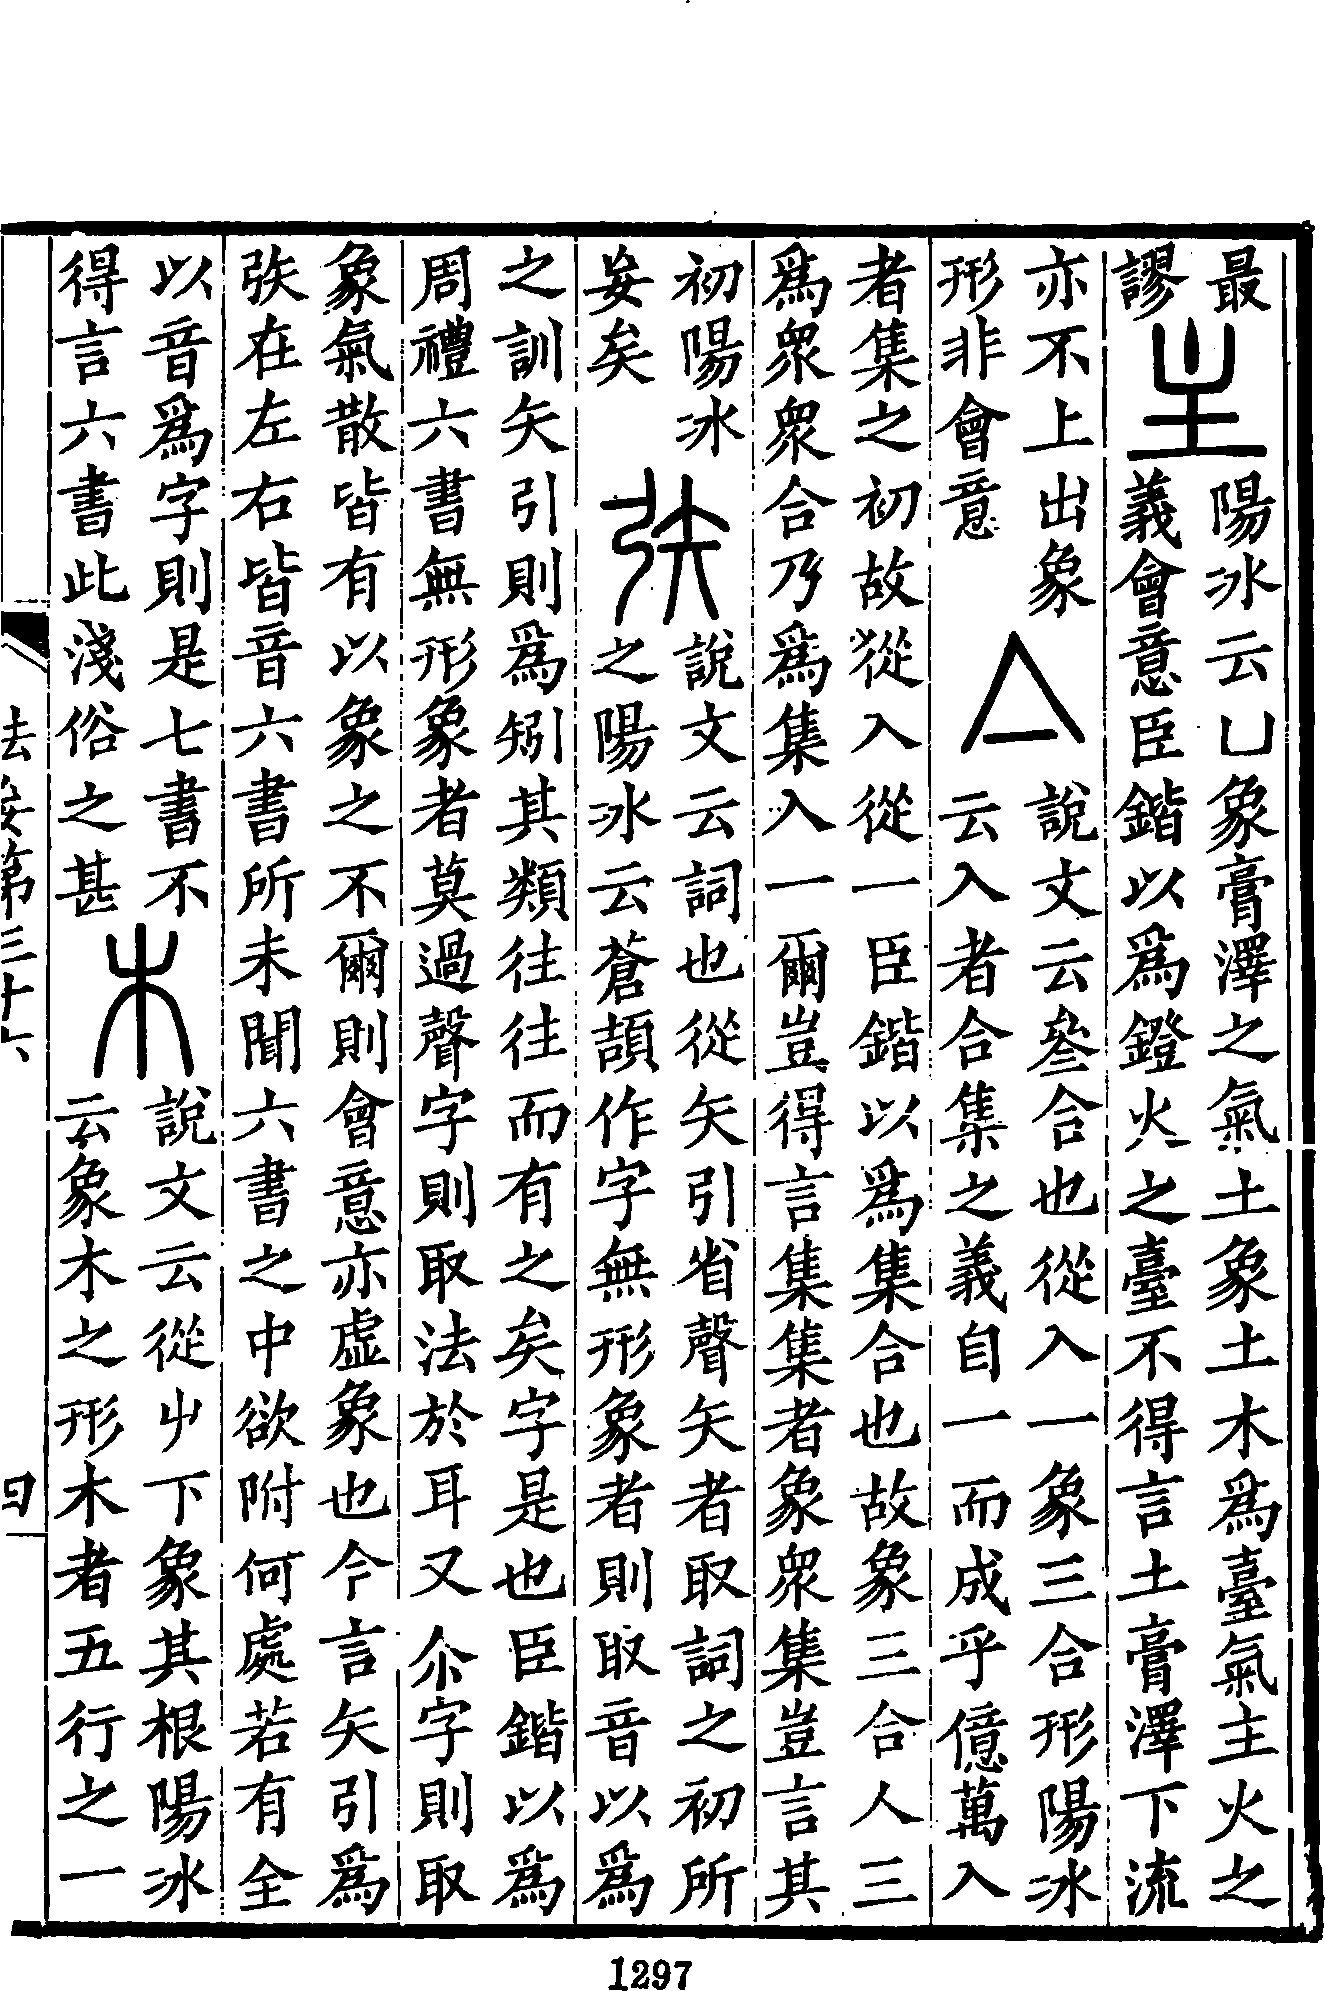 最
謬
主
陽冰云凵象膏澤之氣土象土木爲臺氣主火之
義會意臣鍇以爲鐙火之臺不得言土膏澤下流
亦不上出象
形非會意
亼
說文云叄合也從入一象三合形陽冰
云入者合集之義自一而成乎億萬入
者集之初故從入從一臣鍇以爲集合也故象三合人三
爲眾眾合乃爲集入一爾豈得言集集者象眾集豈言其
初陽冰
妄矣
矤
說文云詞也從矢引省聲矢者取詞之初所
之陽冰云蒼頡作字無形象者則取音以爲
之訓矢引則爲矧其類往往而有之矣字是也臣鍇以爲
周禮六書無形象者莫過聲字則取法於耳又尒字則取
象氣散皆有以象之不爾則會意亦虛象也今言矢引爲
矤在左右皆音六書所未聞六書之中欲附何處若有全
以音爲字則是七書不
得言六書此淺俗之甚
木
說文云從屮下象其根陽冰
云象木之形木者五行之一
祛妄第三十六
四
1297